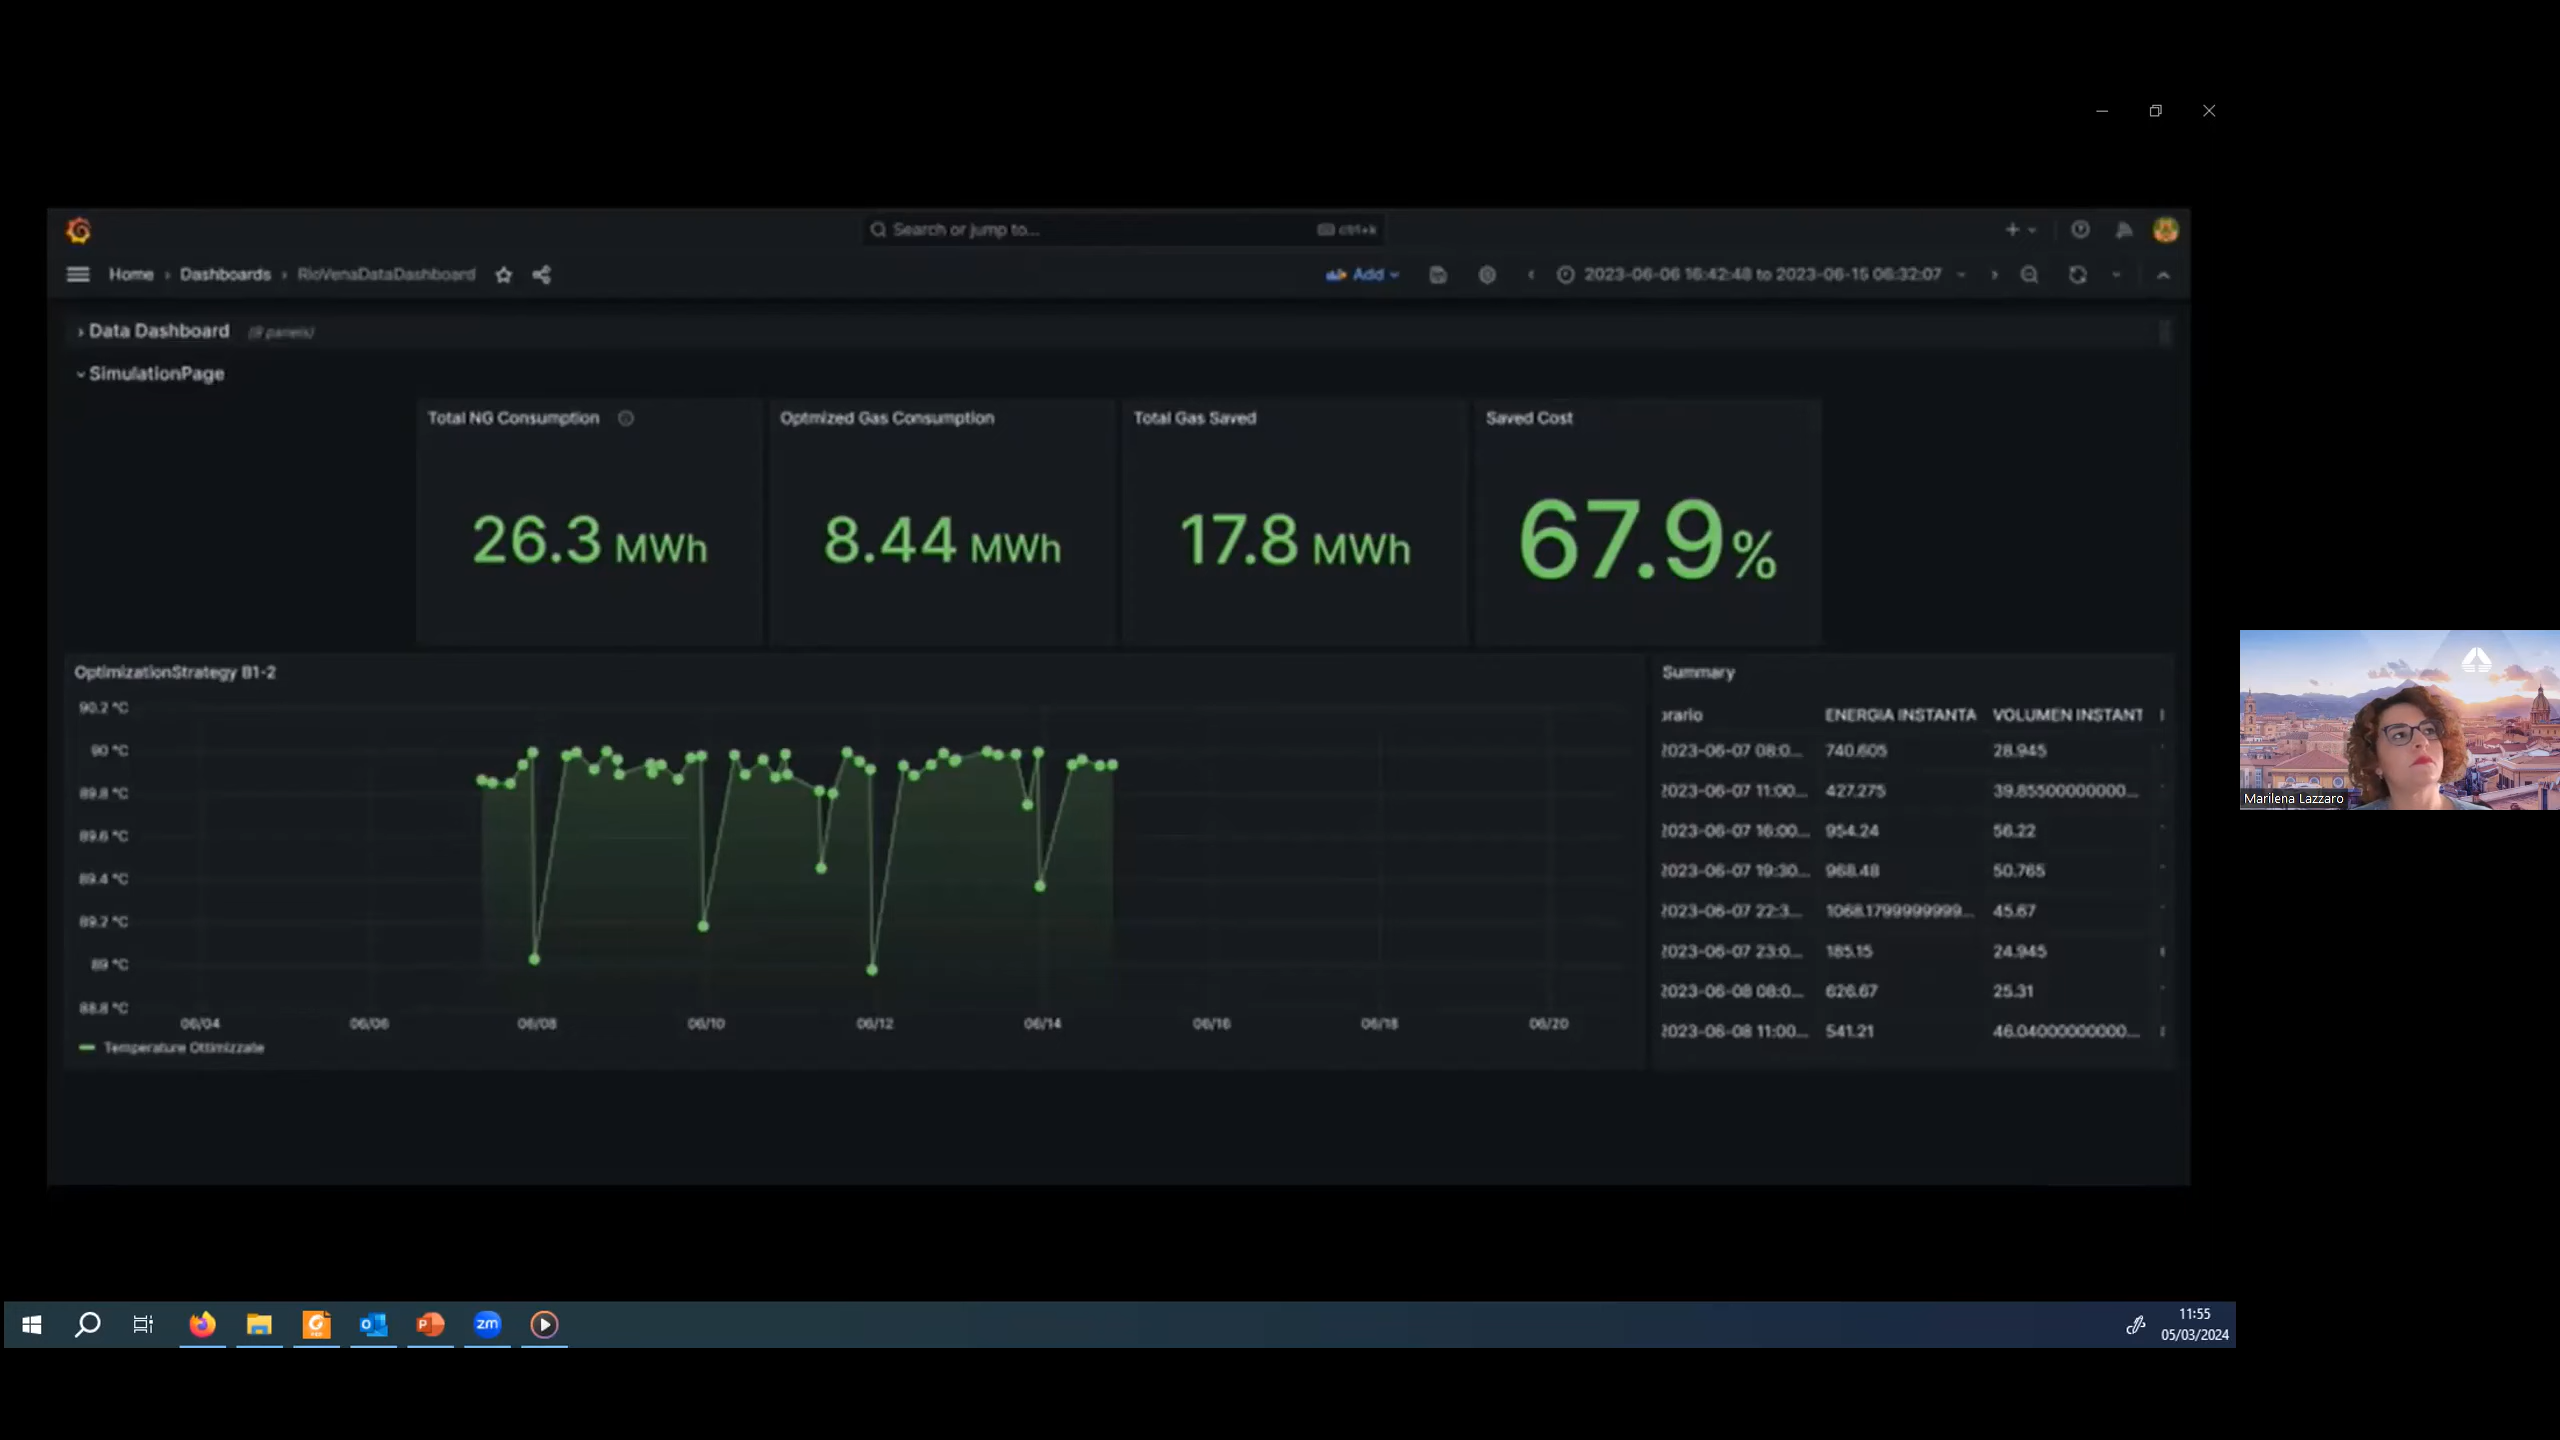 Search or jump to... ctrl+k
Home › Dashboards › RioVenaDataDashboard Add 2023-06-06 16:42:48 to 2023-06-15 06:32:07
Data Dashboard (9 panels)
SimulationPage
Total NG Consumption Optmized Gas Consumption Total Gas Saved Saved Cost
26.3 MWh 8.44 MWh 17.8 MWh 67.9%
OptimizationStrategy B1-2
90.2 °C
90 °C
89.8 °C
89.6 °C
89.4 °C
89.2 °C
89 °C
88.8 °C
06/04 06/06 06/08 06/10 06/12 06/14 06/16 06/18 06/20
Temperature Ottimizzate
Summary
orario ENERGIA INSTANTA VOLUMEN INSTANT
2023-06-07 08:0... 740.605 28.945
2023-06-07 11:00... 427.275 39.85500000000...
2023-06-07 16:00... 954.24 56.22
2023-06-07 19:30... 968.48 50.765
2023-06-07 22:3... 1068.1799999999... 45.67
2023-06-07 23:0... 185.15 24.945
2023-06-08 08:0... 626.67 25.31
2023-06-08 11:00... 541.21 46.04000000000...
Marilena Lazzaro
zm
11:55
05/03/2024